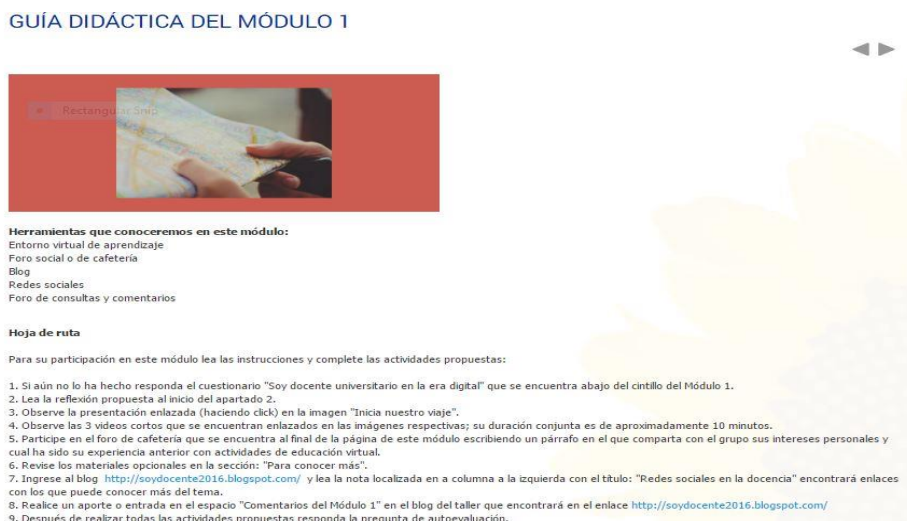 GUÍA DIDÁCTICA DEL MÓDULO 1
Rectangular Snip
Herramientas que conoceremos en este módulo:
Entorno virtual de aprendizaje
Foro social o de cafetería
Blog
Redes sociales
Foro de consultas y comentarios
Hoja de ruta
Para su participación en este módulo lea las instrucciones y complete las actividades propuestas:
1. Si aún no lo ha hecho responda el cuestionario "Soy docente universitario en la era digital" que se encuentra abajo del cintillo del Módulo 1.
2. Lea la reflexión propuesta al inicio del apartado 2.
3. Observe la presentación enlazada (haciendo click) en la imagen "Inicia nuestro viaje".
4. Observe las 3 videos cortos que se encuentran enlazados en las imágenes respectivas; su duración conjunta es de aproximadamente 10 minutos.
5. Participe en el foro de cafetería que se encuentra al final de la página de este módulo escribiendo un párrafo en el que comparta con el grupo sus intereses personales y
cual ha sido su experiencia anterior con actividades de educación virtual.
6. Revise los materiales opcionales en la sección: "Para conocer más".
7. Ingrese al blog http://soydocente2016.blogspot.com/ y lea la nota localizada en a columna a la izquierda con el título: "Redes sociales en la docencia" encontrará enlaces
con los que puede conocer más del tema.
8. Realice un aporte o entrada en el espacio "Comentarios del Módulo 1" en el blog del taller que encontrará en el enlace http://soydocente2016.blogspot.com/
9. Después de realizar todas las actividades propuestas responda la pregunta de autoevaluación.